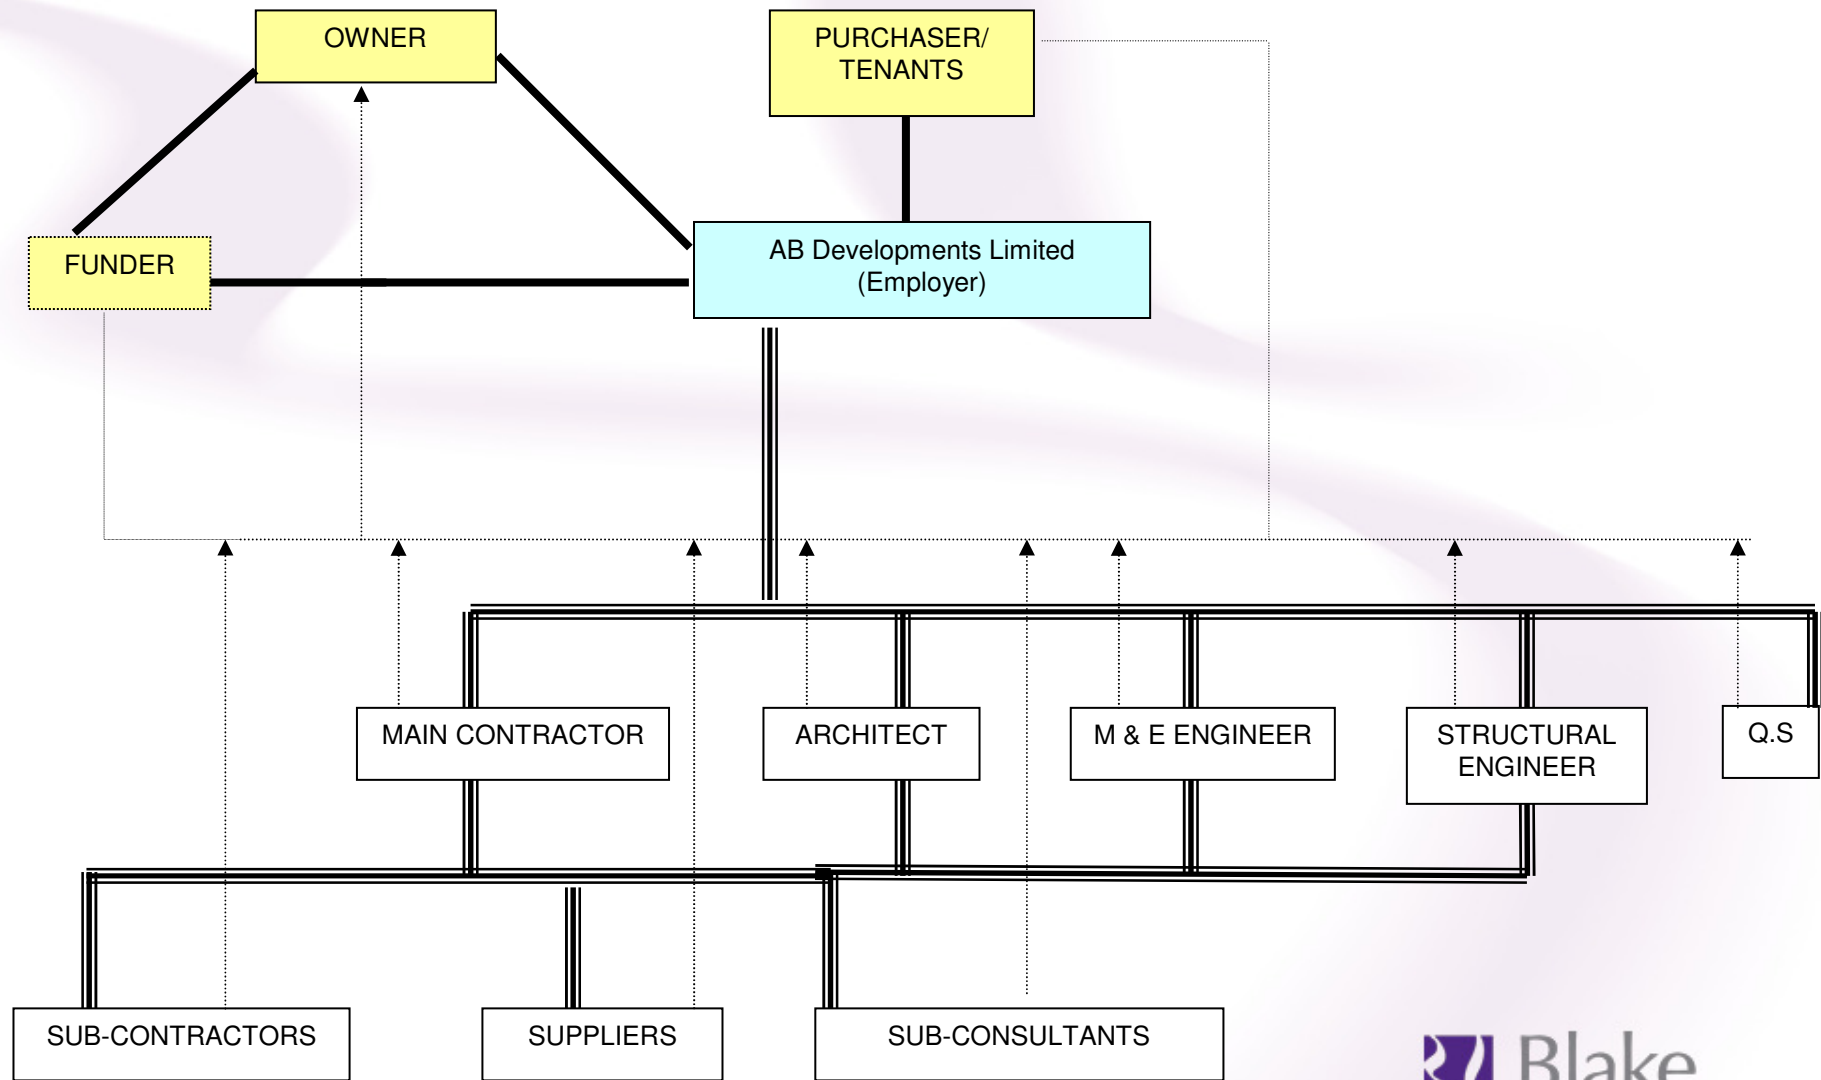 OWNER
PURCHASER/
TENANTS
FUNDER
AB Developments Limited
(Employer)
MAIN CONTRACTOR
ARCHITECT
M & E ENGINEER
STRUCTURAL
ENGINEER
Q.S
SUB-CONTRACTORS
SUPPLIERS
SUB-CONSULTANTS
Blake